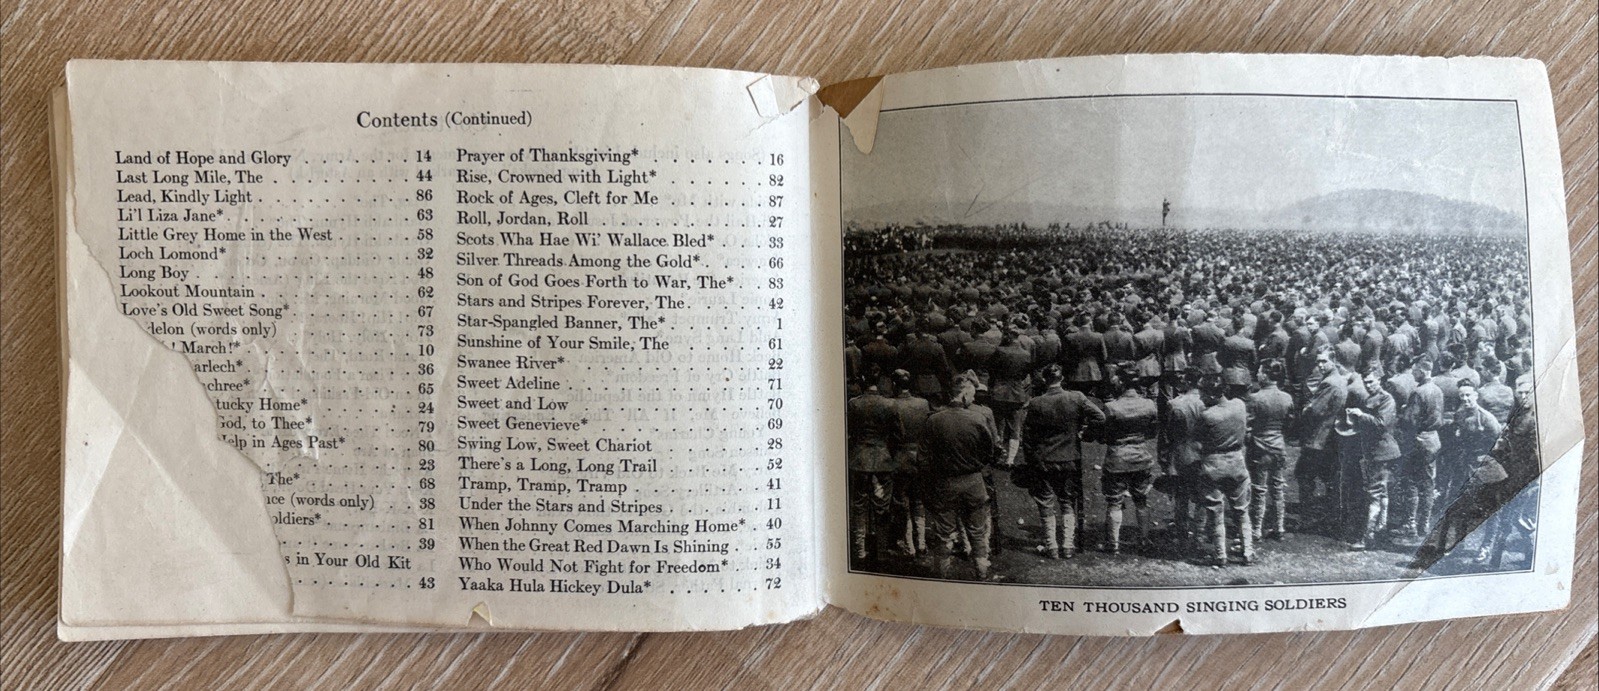 Contents (Continued)
Land of Hope and Glory . . . . . . . 14
Last Long Mile, The . . . . . . . . 44
Lead, Kindly Light . . . . . . . . . 86
Li'l Liza Jane* . . . . . . . . . . . 63
Little Grey Home in the West . . . . . 58
Loch Lomond* . . . . . . . . . . . 32
Long Boy . . . . . . . . . . . . . 48
Lookout Mountain . . . . . . . . . 62
Love's Old Sweet Song* . . . . . . . 67
delon (words only) . . . . . . . 73
! March!* . . . . . . . . . 10
arlech* . . . . . . . . . 36
chree* . . . . . . . . . 65
tucky Home* . . . . . . 24
God, to Thee* . . . . . . 79
elp in Ages Past* . . . . 80
. . . . . . . . 23
The* . . . . . . . 68
nce (words only) . . 38
oldiers* . . . . . . 81
. . . . . . . . 39
s in Your Old Kit
. . . . . . . 43
Prayer of Thanksgiving* . . . . . . . 16
Rise, Crowned with Light* . . . . . . 82
Rock of Ages, Cleft for Me . . . . . . 87
Roll, Jordan, Roll . . . . . . . . . 27
Scots Wha Hae Wi' Wallace Bled* . . . 33
Silver Threads Among the Gold* . . . . 66
Son of God Goes Forth to War, The* . . 83
Stars and Stripes Forever, The . . . . . 42
Star-Spangled Banner, The* . . . . . . 1
Sunshine of Your Smile, The . . . . . 61
Swanee River* . . . . . . . . . . . 22
Sweet Adeline . . . . . . . . . . . 71
Sweet and Low . . . . . . . . . . 70
Sweet Genevieve* . . . . . . . . . 69
Swing Low, Sweet Chariot . . . . . . 28
There's a Long, Long Trail . . . . . . 52
Tramp, Tramp, Tramp . . . . . . . . 41
Under the Stars and Stripes . . . . . . 11
When Johnny Comes Marching Home* . 40
When the Great Red Dawn Is Shining . . 55
Who Would Not Fight for Freedom* . . 34
Yaaka Hula Hickey Dula* . . . . . . 72
TEN THOUSAND SINGING SOLDIERS